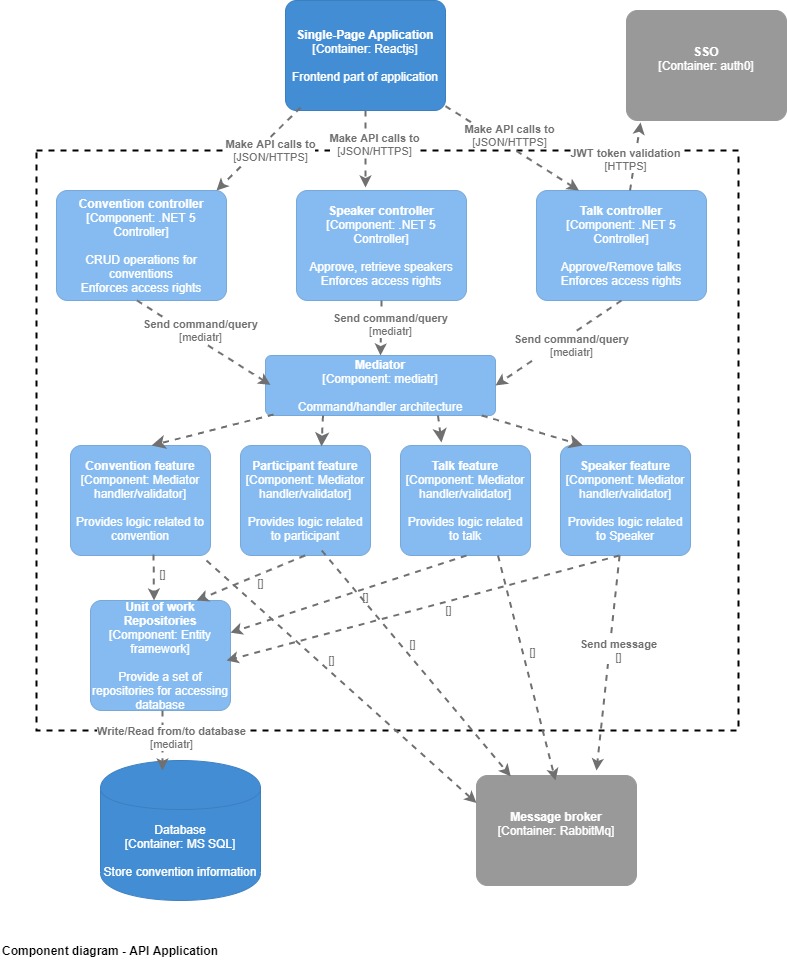 Single-Page Application
[Container: Reactjs]
Frontend part of application
SSO
[Container: auth0]
Make API calls to
[JSON/HTTPS]
Make API calls to
[JSON/HTTPS]
Make API calls to
[JSON/HTTPS]
JWT token validation
[HTTPS]
Convention controller
[Component: .NET 5
Controller]
CRUD operations for
conventions
Enforces access rights
Speaker controller
[Component: .NET 5
Controller]
Approve, retrieve speakers
Enforces access rights
Talk controller
[Component: .NET 5
Controller]
Approve/Remove talks
Enforces access rights
Send command/query
[mediatr]
Send command/query
[mediatr]
Send command/query
[mediatr]
Mediator
[Component: mediatr]
Command/handler architecture
Convention feature
[Component: Mediator
handler/validator]
Provides logic related to
convention
Participant feature
[Component: Mediator
handler/validator]
Provides logic related
to participant
Talk feature
[Component: Mediator
handler/validator]
Provides logic related
to talk
Speaker feature
[Component: Mediator
handler/validator]
Provides logic related
to Speaker
[]
[]
[]
[]
[]
[]
[]
Send message
[]
Unit of work
Repositories
[Component: Entity
framework]
Provide a set of
repositories for accessing
database
Write/Read from/to database
[mediatr]
Database
[Container: MS SQL]
Store convention information
Message broker
[Container: RabbitMq]
Component diagram - API Application